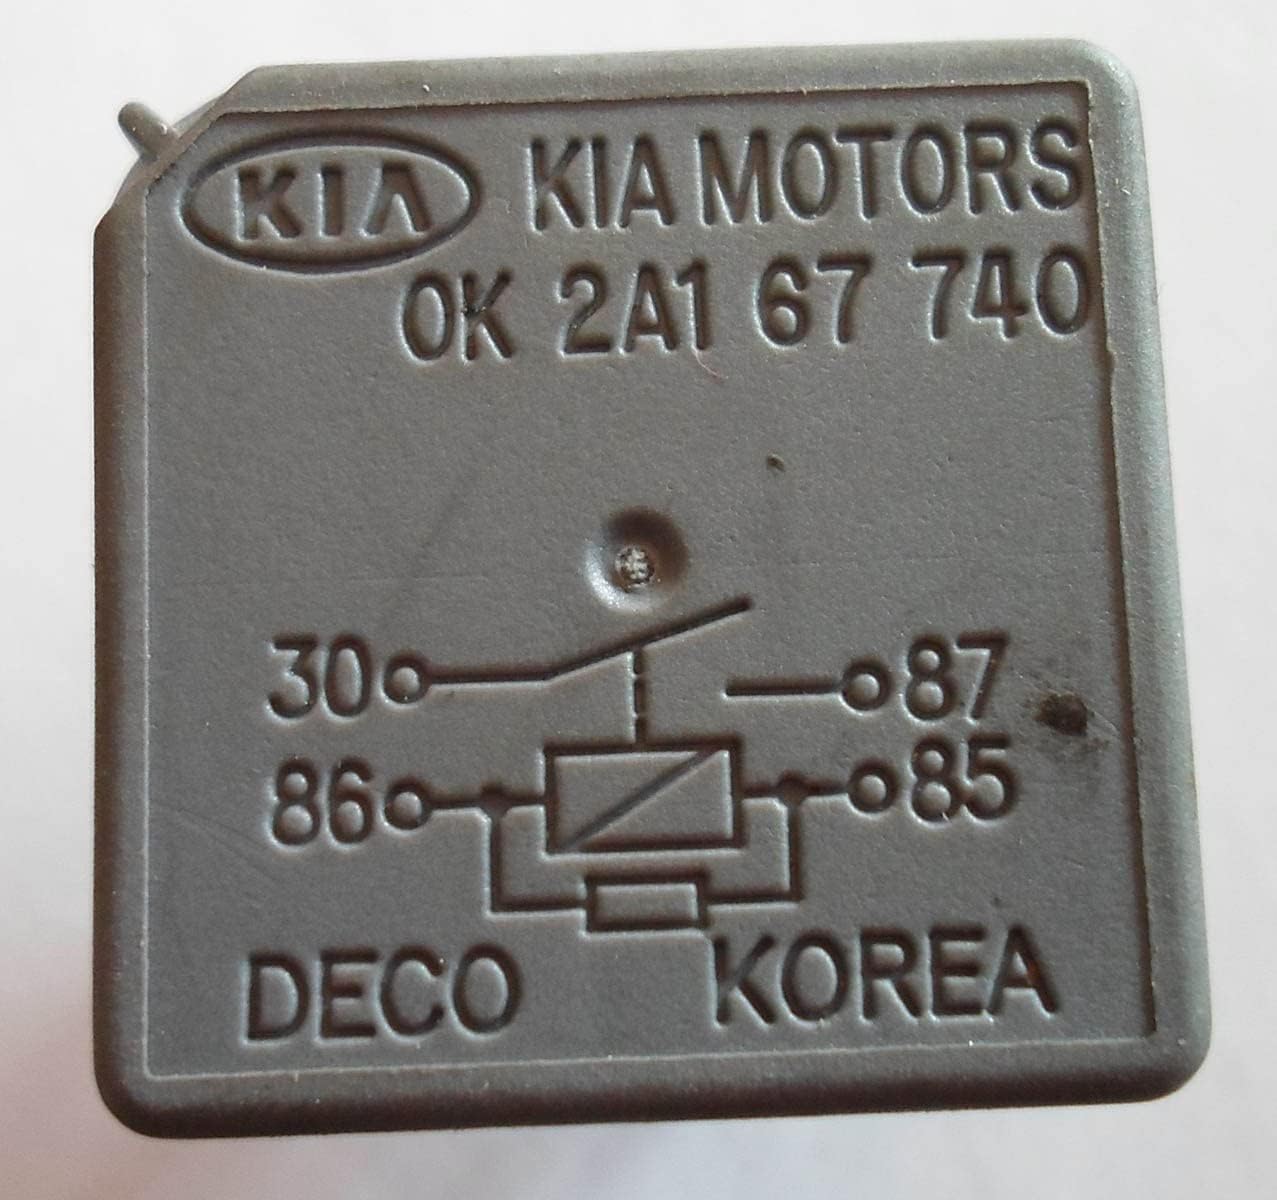 KIA KIA MOTORS
0K 2A1 67 740
30 87
86 85
DECO KOREA